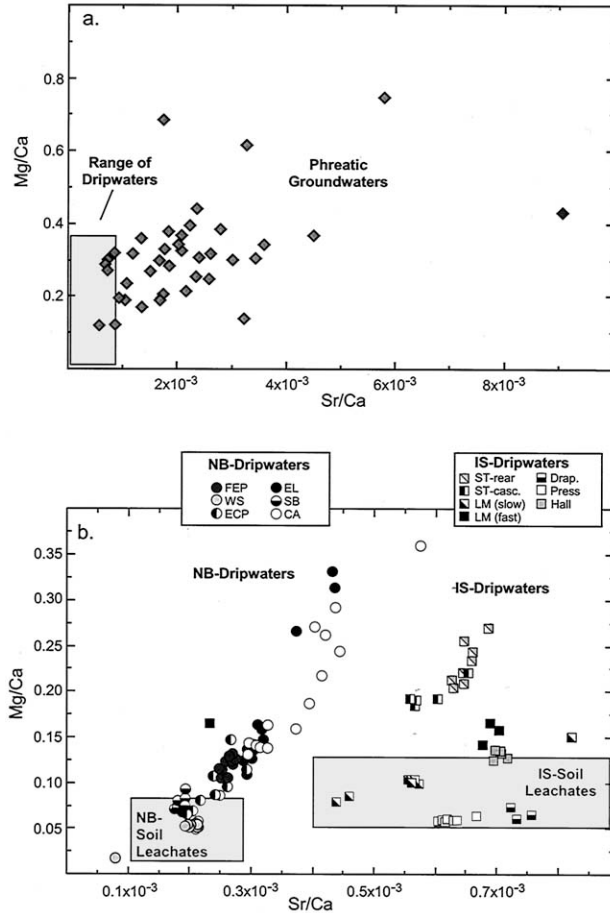 a.
1.0
0.8
0.6
0.4
0.2
Mg/Ca
Range of
Dripwaters
Phreatic
Groundwaters
2x10-3 4x10-3 6x10-3 8x10-3
Sr/Ca
NB-Dripwaters
FEP EL
WS SB
ECP CA
IS-Dripwaters
ST-rear Drap.
ST-casc. Press
LM (slow) Hall
LM (fast)
b.
0.35
0.30
0.25
0.20
0.15
0.10
0.05
Mg/Ca
NB-Dripwaters
IS-Dripwaters
NB-
Soil
Leachates
IS-Soil
Leachates
0.1x10-3 0.3x10-3 0.5x10-3 0.7x10-3
Sr/Ca